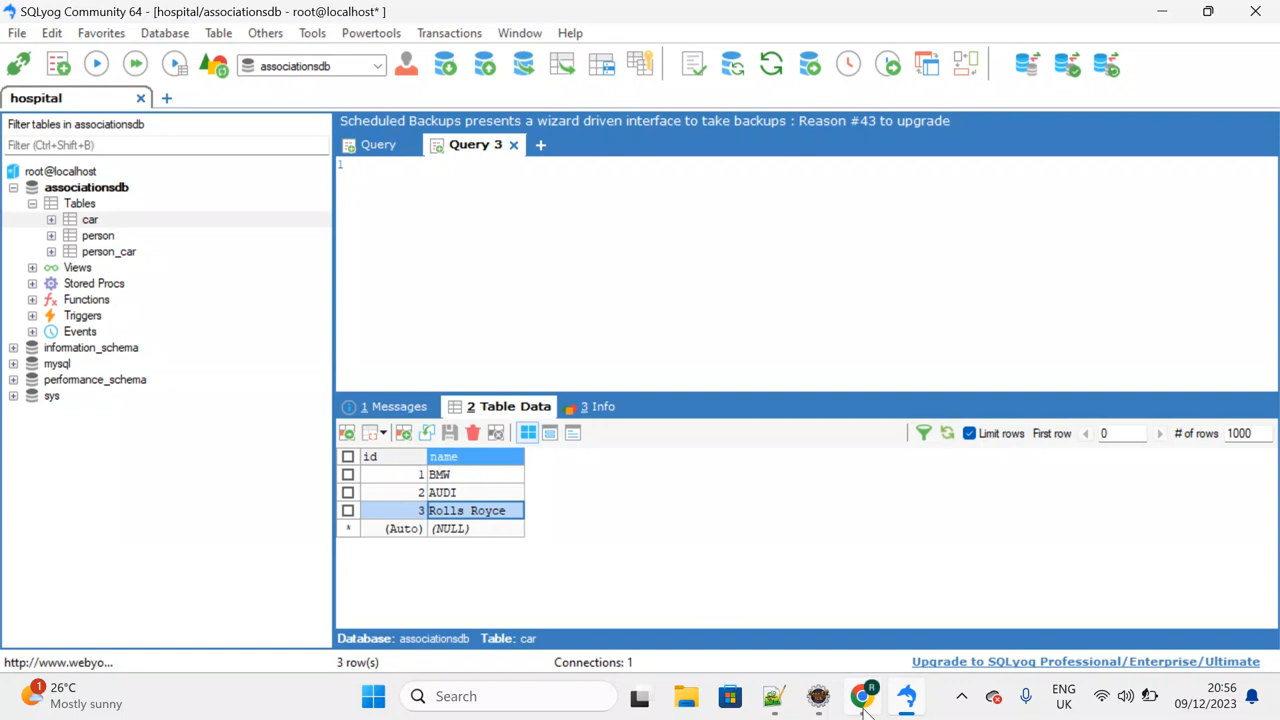 SQLyog Community 64 - [hospital/associationsdb - root@localhost* ]
File Edit Favorites Database Table Others Tools Powertools Transactions Window Help
associationsdb
hospital
Filter tables in associationsdb
Filter (Ctrl+Shift+B)
root@localhost
associationsdb
Tables
car
person
person_car
Views
Stored Procs
Functions
Triggers
Events
information_schema
mysql
performance_schema
sys
Scheduled Backups presents a wizard driven interface to take backups : Reason #43 to upgrade
Query Query 3
1
1 Messages 2 Table Data 3 Info
Limit rows First row 0 # of rows 1000
id name
1 BMW
2 AUDI
3 Rolls Royce
* (Auto) (NULL)
Database: associationsdb Table: car
http://www.webyo... 3 row(s) Connections: 1 Upgrade to SQLyog Professional/Enterprise/Ultimate
1
26°C
Mostly sunny
Search
R
ENG
UK
20:56
09/12/2023